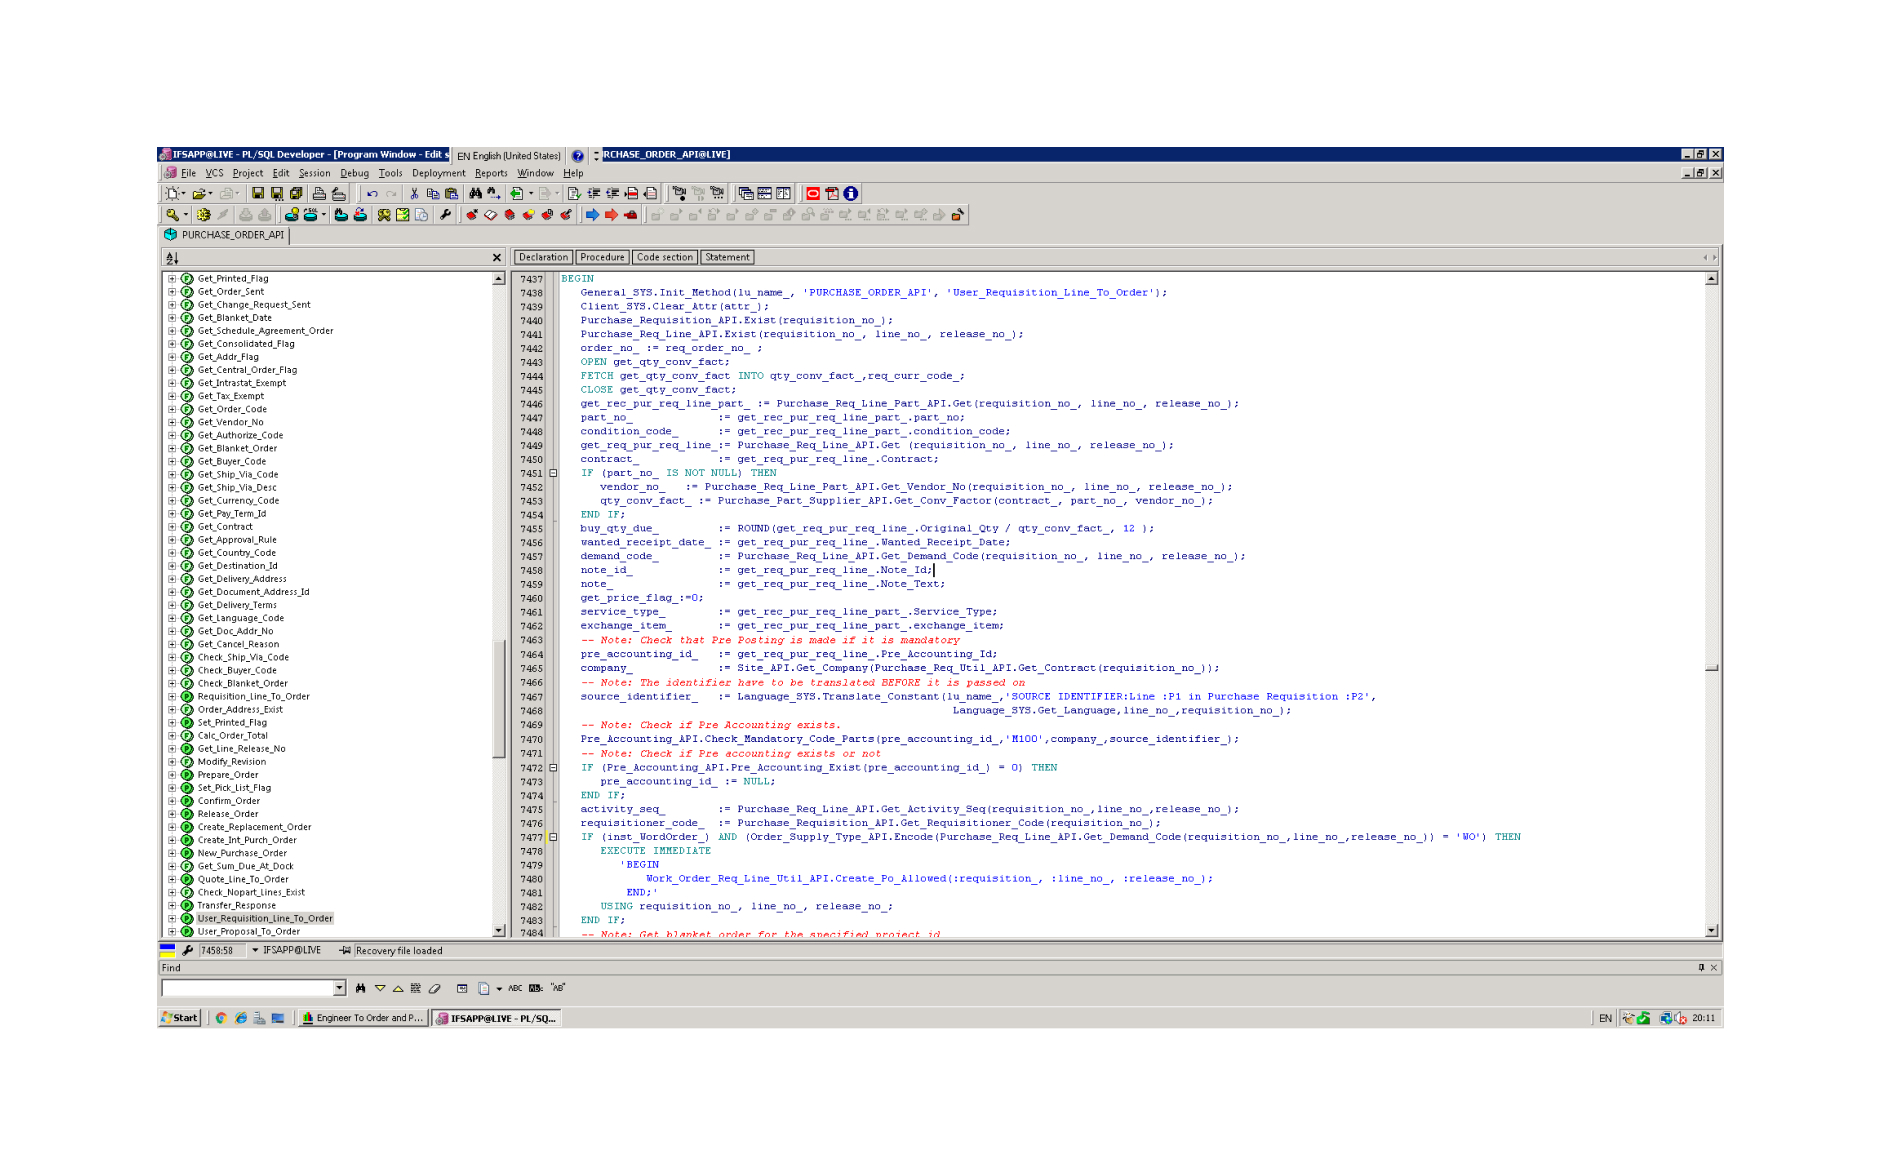 IFSAPP@LIVE - PL/SQL Developer - [Program Window - Edit s EN English (United States) RCHASE_ORDER_API@LIVE]
File VCS Project Edit Session Debug Tools Deployment Reports Window Help
PURCHASE_ORDER_API
Declaration Procedure Code section Statement
Get_Printed_Flag
Get_Order_Sent
Get_Change_Request_Sent
Get_Blanket_Date
Get_Schedule_Agreement_Order
Get_Consolidated_Flag
Get_Addr_Flag
Get_Central_Order_Flag
Get_Intrastat_Exempt
Get_Tax_Exempt
Get_Order_Code
Get_Vendor_No
Get_Authorize_Code
Get_Blanket_Order
Get_Buyer_Code
Get_Ship_Via_Code
Get_Ship_Via_Desc
Get_Currency_Code
Get_Pay_Term_Id
Get_Contract
Get_Approval_Rule
Get_Country_Code
Get_Destination_Id
Get_Delivery_Address
Get_Document_Address_Id
Get_Delivery_Terms
Get_Language_Code
Get_Doc_Addr_No
Get_Cancel_Reason
Check_Ship_Via_Code
Check_Buyer_Code
Check_Blanket_Order
Requisition_Line_To_Order
Order_Address_Exist
Set_Printed_Flag
Calc_Order_Total
Get_Line_Release_No
Modify_Revision
Prepare_Order
Set_Pick_List_Flag
Confirm_Order
Release_Order
Create_Replacement_Order
Create_Int_Purch_Order
New_Purchase_Order
Get_Sum_Due_At_Dock
Quote_Line_To_Order
Check_Nopart_Lines_Exist
Transfer_Response
User_Requisition_Line_To_Order
User_Proposal_To_Order
7437 BEGIN
7438 General_SYS.Init_Method(lu_name_, 'PURCHASE_ORDER_API', 'User_Requisition_Line_To_Order');
7439 Client_SYS.Clear_Attr(attr_);
7440 Purchase_Requisition_API.Exist(requisition_no_);
7441 Purchase_Req_Line_API.Exist(requisition_no_, line_no_, release_no_);
7442 order_no_ := req_order_no_ ;
7443 OPEN get_qty_conv_fact;
7444 FETCH get_qty_conv_fact INTO qty_conv_fact_,req_curr_code_;
7445 CLOSE get_qty_conv_fact;
7446 get_rec_pur_req_line_part_ := Purchase_Req_Line_Part_API.Get(requisition_no_, line_no_, release_no_);
7447 part_no_ := get_rec_pur_req_line_part_.part_no;
7448 condition_code_ := get_rec_pur_req_line_part_.condition_code;
7449 get_req_pur_req_line_:= Purchase_Req_Line_API.Get (requisition_no_, line_no_, release_no_);
7450 contract_ := get_req_pur_req_line_.Contract;
7451 IF (part_no_ IS NOT NULL) THEN
7452 vendor_no_ := Purchase_Req_Line_Part_API.Get_Vendor_No(requisition_no_, line_no_, release_no_);
7453 qty_conv_fact_ := Purchase_Part_Supplier_API.Get_Conv_Factor(contract_, part_no_, vendor_no_);
7454 END IF;
7455 buy_qty_due_ := ROUND(get_req_pur_req_line_.Original_Qty / qty_conv_fact_, 12 );
7456 wanted_receipt_date_ := get_req_pur_req_line_.Wanted_Receipt_Date;
7457 demand_code_ := Purchase_Req_Line_API.Get_Demand_Code(requisition_no_, line_no_, release_no_);
7458 note_id_ := get_req_pur_req_line_.Note_Id;
7459 note_ := get_req_pur_req_line_.Note_Text;
7460 get_price_flag_:=0;
7461 service_type_ := get_rec_pur_req_line_part_.Service_Type;
7462 exchange_item_ := get_rec_pur_req_line_part_.exchange_item;
7463 -- Note: Check that Pre Posting is made if it is mandatory
7464 pre_accounting_id_ := get_req_pur_req_line_.Pre_Accounting_Id;
7465 company_ := Site_API.Get_Company(Purchase_Req_Util_API.Get_Contract(requisition_no_));
7466 -- Note: The identifier have to be translated BEFORE it is passed on
7467 source_identifier_ := Language_SYS.Translate_Constant(lu_name_,'SOURCE IDENTIFIER:Line :P1 in Purchase Requisition :P2',
7468 Language_SYS.Get_Language,line_no_,requisition_no_);
7469 -- Note: Check if Pre Accounting exists.
7470 Pre_Accounting_API.Check_Mandatory_Code_Parts(pre_accounting_id_,'M100',company_,source_identifier_);
7471 -- Note: Check if Pre accounting exists or not
7472 IF (Pre_Accounting_API.Pre_Accounting_Exist(pre_accounting_id_) = 0) THEN
7473 pre_accounting_id_ := NULL;
7474 END IF;
7475 activity_seq_ := Purchase_Req_Line_API.Get_Activity_Seq(requisition_no_,line_no_,release_no_);
7476 requisitioner_code_ := Purchase_Requisition_API.Get_Requisitioner_Code(requisition_no_);
7477 IF (inst_WordOrder_) AND (Order_Supply_Type_API.Encode(Purchase_Req_Line_API.Get_Demand_Code(requisition_no_,line_no_,release_no_)) = 'WO') THEN
7478 EXECUTE IMMEDIATE
7479 'BEGIN
7480 Work_Order_Req_Line_Util_API.Create_Po_Allowed(:requisition_, :line_no_, :release_no_);
7481 END;'
7482 USING requisition_no_, line_no_, release_no_;
7483 END IF;
7484 -- Note: Get blanket order for the specified project id
7458:58 IFSAPP@LIVE Recovery file loaded
Find
ABC "AB"
Start Engineer To Order and P... IFSAPP@LIVE - PL/SQ... EN 20:11